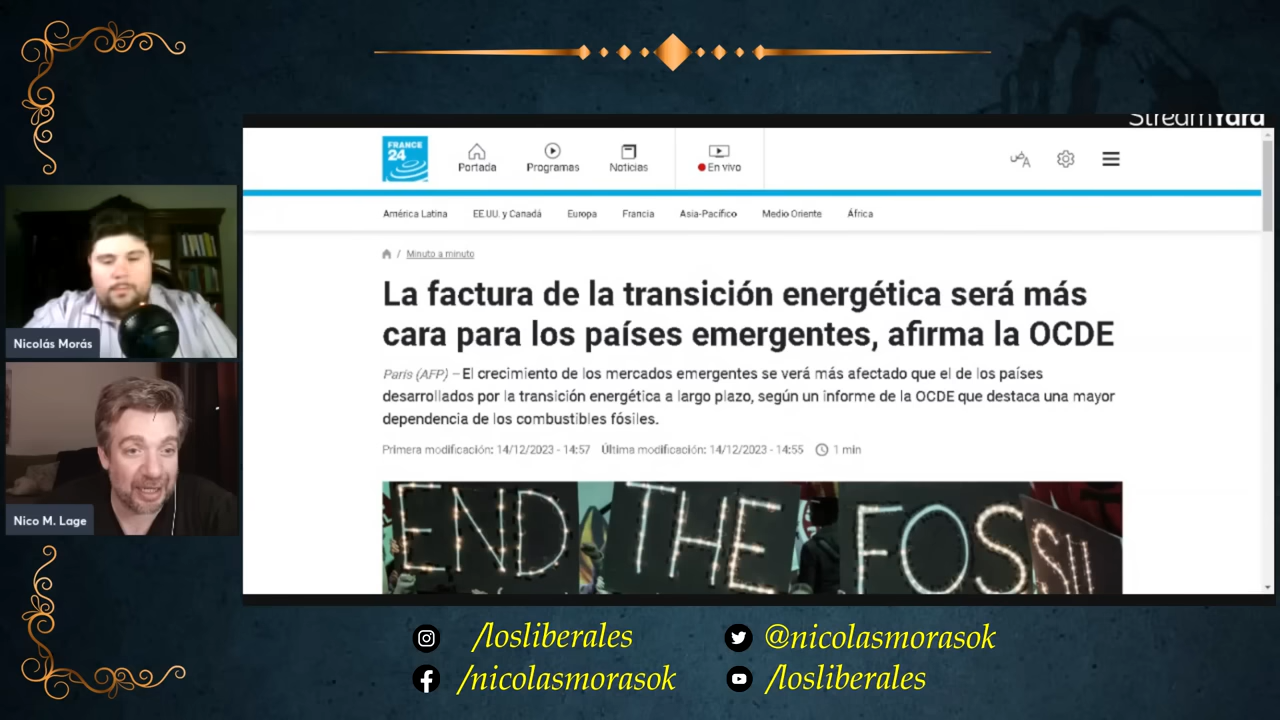 StreamYard
FRANCE
24
Portada
Programas
Noticias
En vivo
América Latina
EE.UU. y Canadá
Europa
Francia
Asia-Pacífico
Medio Oriente
África
/ Minuto a minuto
La factura de la transición energética será más
cara para los países emergentes, afirma la OCDE
París (AFP) – El crecimiento de los mercados emergentes se verá más afectado que el de los países
desarrollados por la transición energética a largo plazo, según un informe de la OCDE que destaca una mayor
dependencia de los combustibles fósiles.
Primera modificación: 14/12/2023 - 14:57 Última modificación: 14/12/2023 - 14:55 1 min
END THE FOSSIL
Nicolás Morás
Nico M. Lage
/losliberales
@nicolasmorasok
/nicolasmorasok
/losliberales